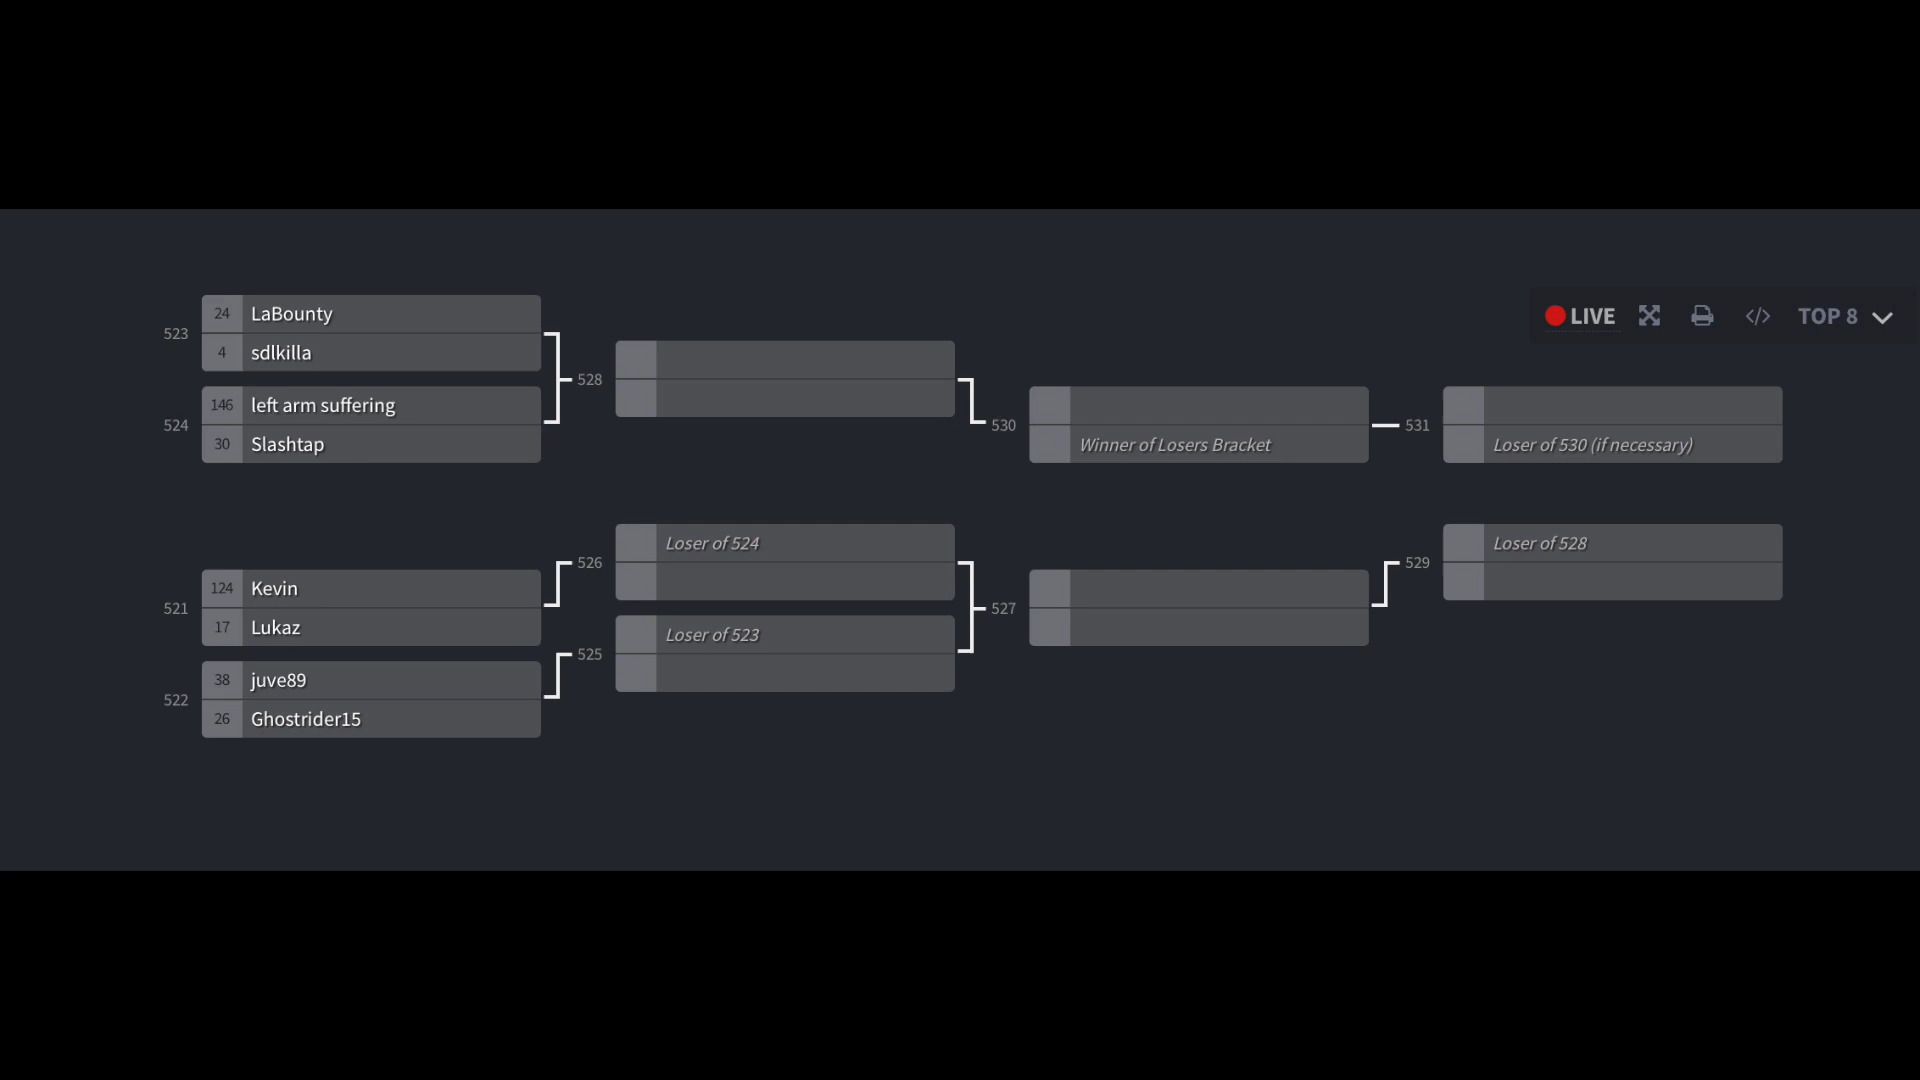 LIVE </> TOP 8
523
24 LaBounty
4 sdlkilla
524
146 left arm suffering
30 Slashtap
528
530
Winner of Losers Bracket
531
Loser of 530 (if necessary)
521
124 Kevin
17 Lukaz
522
38 juve89
26 Ghostrider15
526
Loser of 524
525
Loser of 523
527
529
Loser of 528